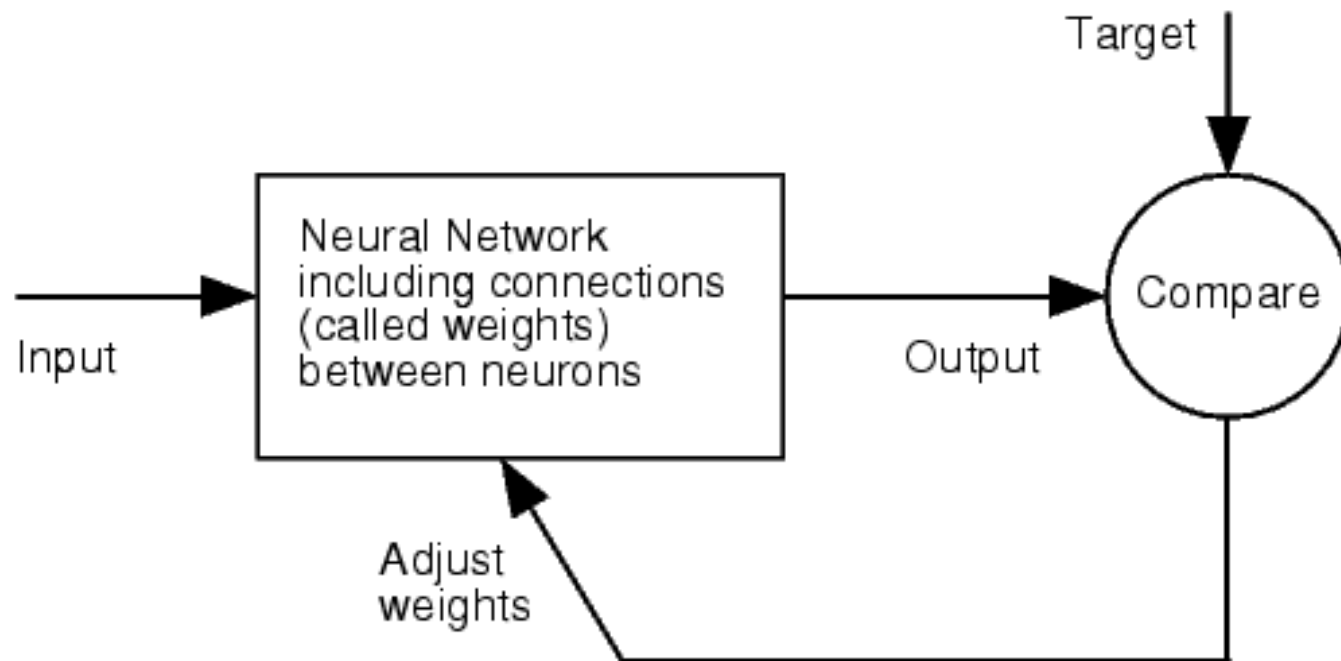 Target
Neural Network
including connections
(called weights)
between neurons
Compare
Input
Output
Adjust
weights